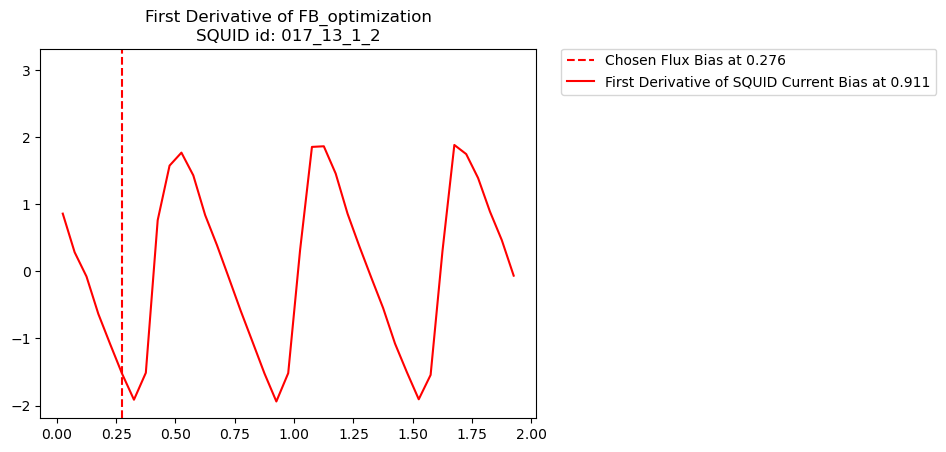 First Derivative of FB_optimization
SQUID id: 017_13_1_2
Chosen Flux Bias at 0.276
First Derivative of SQUID Current Bias at 0.911
3
2
1
0
−1
−2
0.00 0.25 0.50 0.75 1.00 1.25 1.50 1.75 2.00